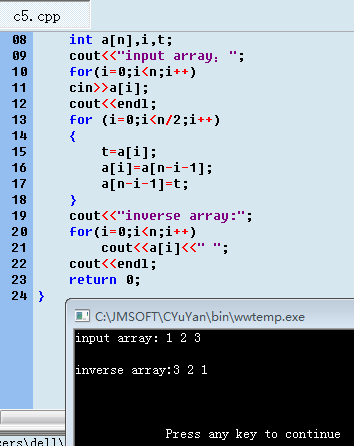 c5.cpp
08 int a[n],i,t;
09 cout<<"input array: ";
10 for(i=0;i<n;i++)
11 cin>>a[i];
12 cout<<endl;
13 for (i=0;i<n/2;i++)
14 {
15 t=a[i];
16 a[i]=a[n-i-1];
17 a[n-i-1]=t;
18 }
19 cout<<"inverse array:";
20 for(i=0;i<n;i++)
21 cout<<a[i]<<" ";
22 cout<<endl;
23 return 0;
24 }
C:\JMSOFT\CYuYan\bin\wwtemp.exe
input array: 1 2 3
inverse array:3 2 1
Press any key to continue
sers\dell\